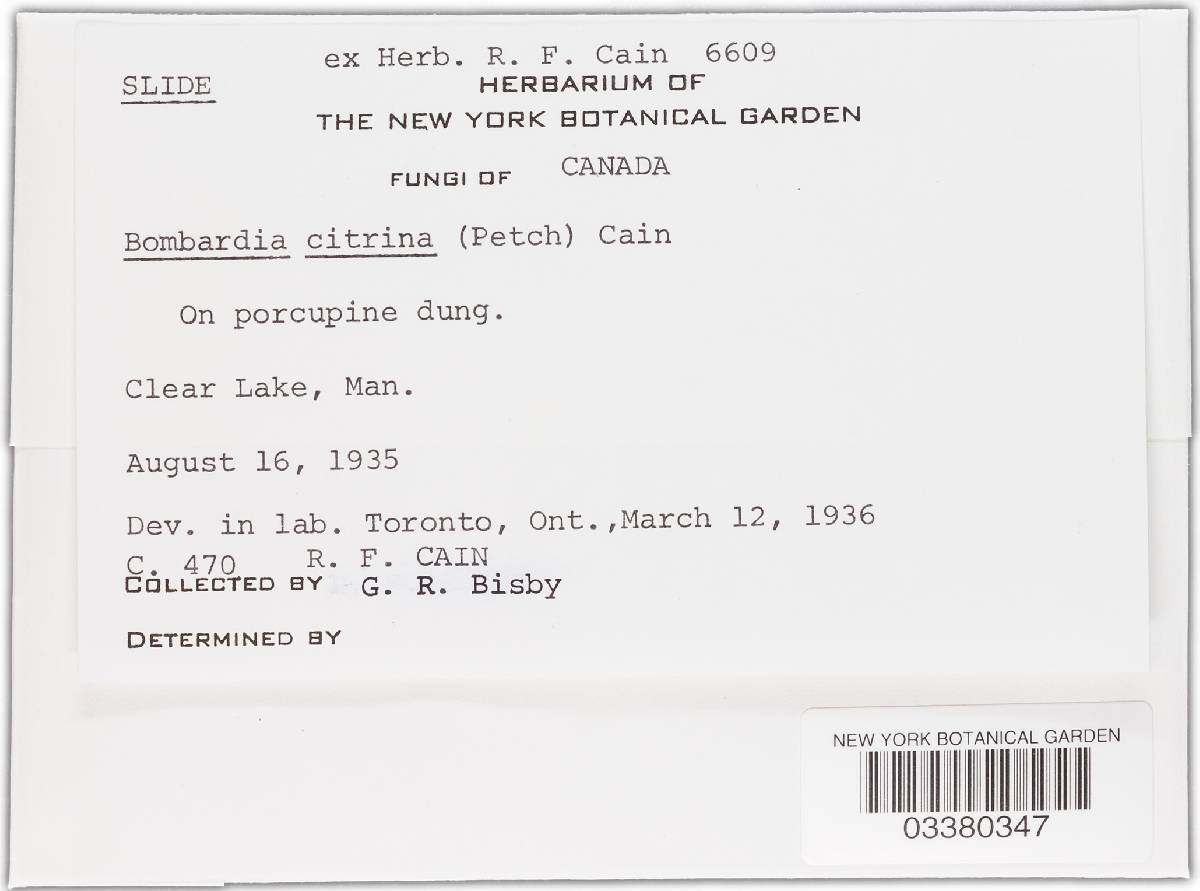 ex Herb. R. F. Cain 6609
SLIDE
HERBARIUM OF
THE NEW YORK BOTANICAL GARDEN
FUNGI OF CANADA
Bombardia citrina (Petch) Cain
On porcupine dung.
Clear Lake, Man.
August 16, 1935
Dev. in lab. Toronto, Ont.,March 12, 1936
C. 470 R. F. CAIN
COLLECTED BY G. R. Bisby
DETERMINED BY
NEW YORK BOTANICAL GARDEN
03380347